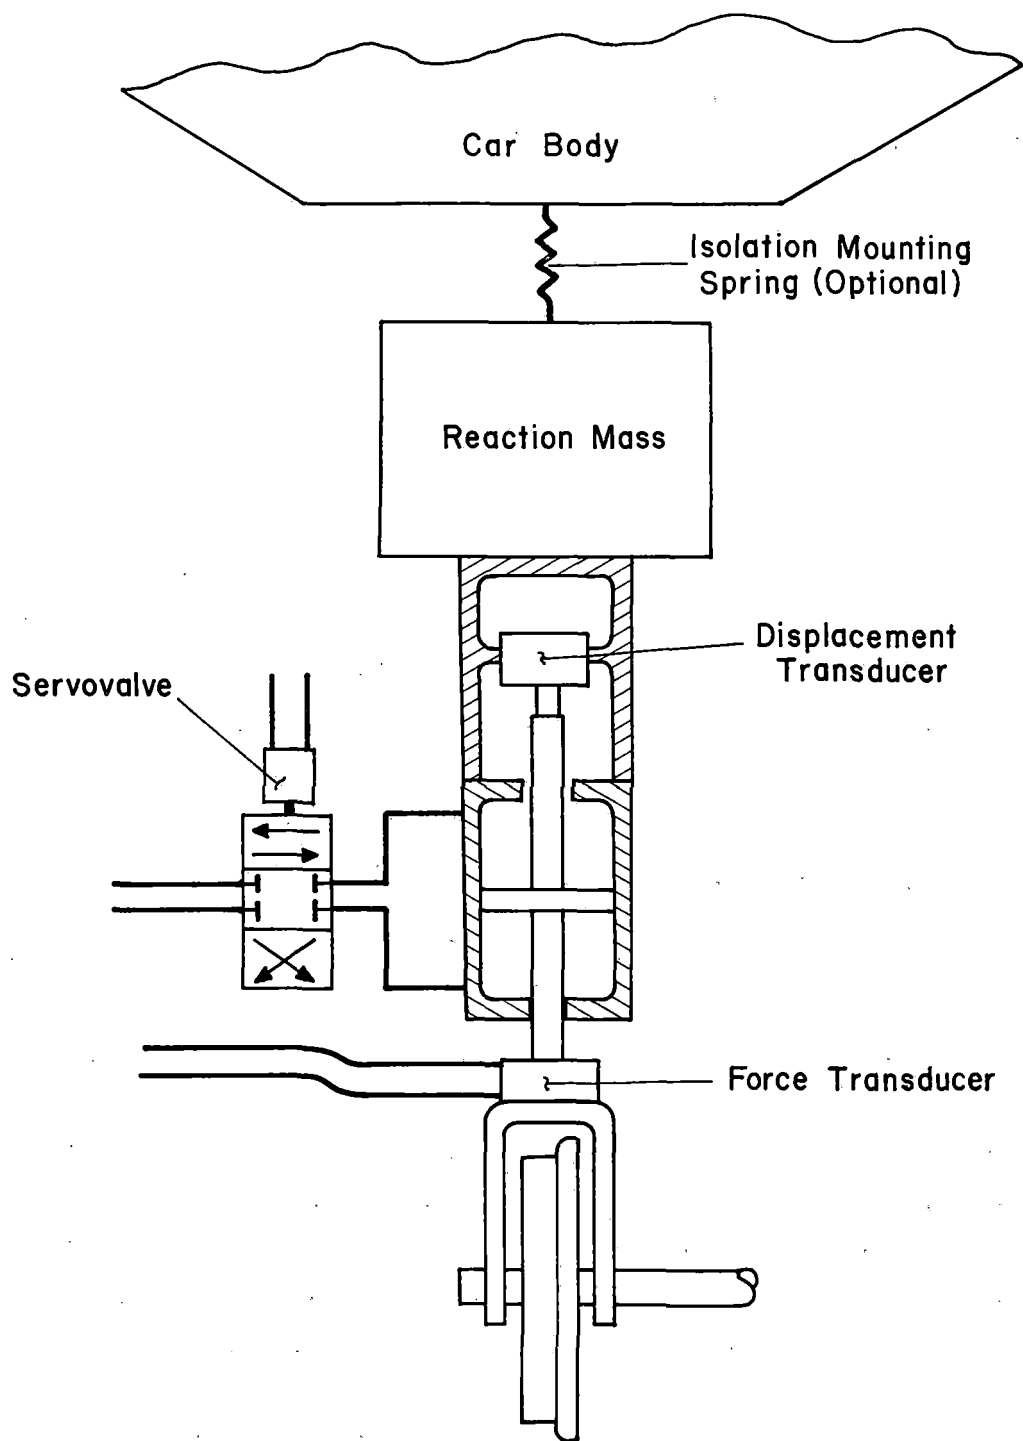 Car Body
Isolation Mounting
Spring (Optional)
Reaction Mass
Displacement
Transducer
Servovalve
Force Transducer